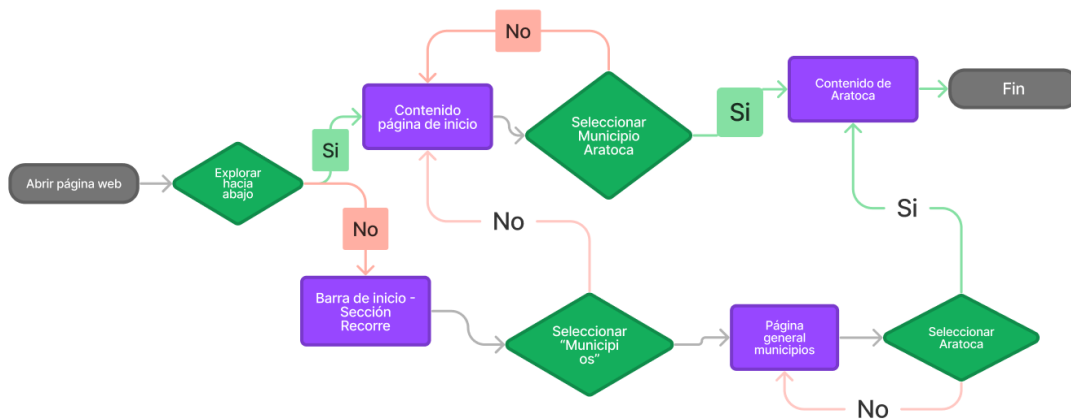 No
Contenido
página de inicio
Seleccionar
Municipio
Aratoca
Si
Contenido de
Aratoca
Fin
Abrir página web
Explorar
hacia
abajo
Si
No
No
Si
Barra de inicio -
Sección
Recorre
Seleccionar
"Municipi
os"
Página
general
municipios
Seleccionar
Aratoca
No